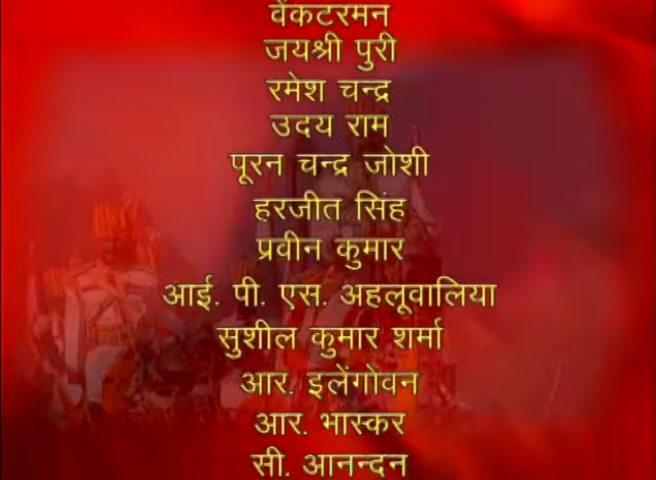 वेंकटरमन
जयश्री पुरी
रमेश चन्द्र
उदय राम
पूरन चन्द्र जोशी
हरजीत सिंह
प्रवीन कुमार
आई. पी. एस. अहलूवालिया
सुशील कुमार शर्मा
आर. इलेंगोवन
आर. भास्कर
सी. आनन्दन